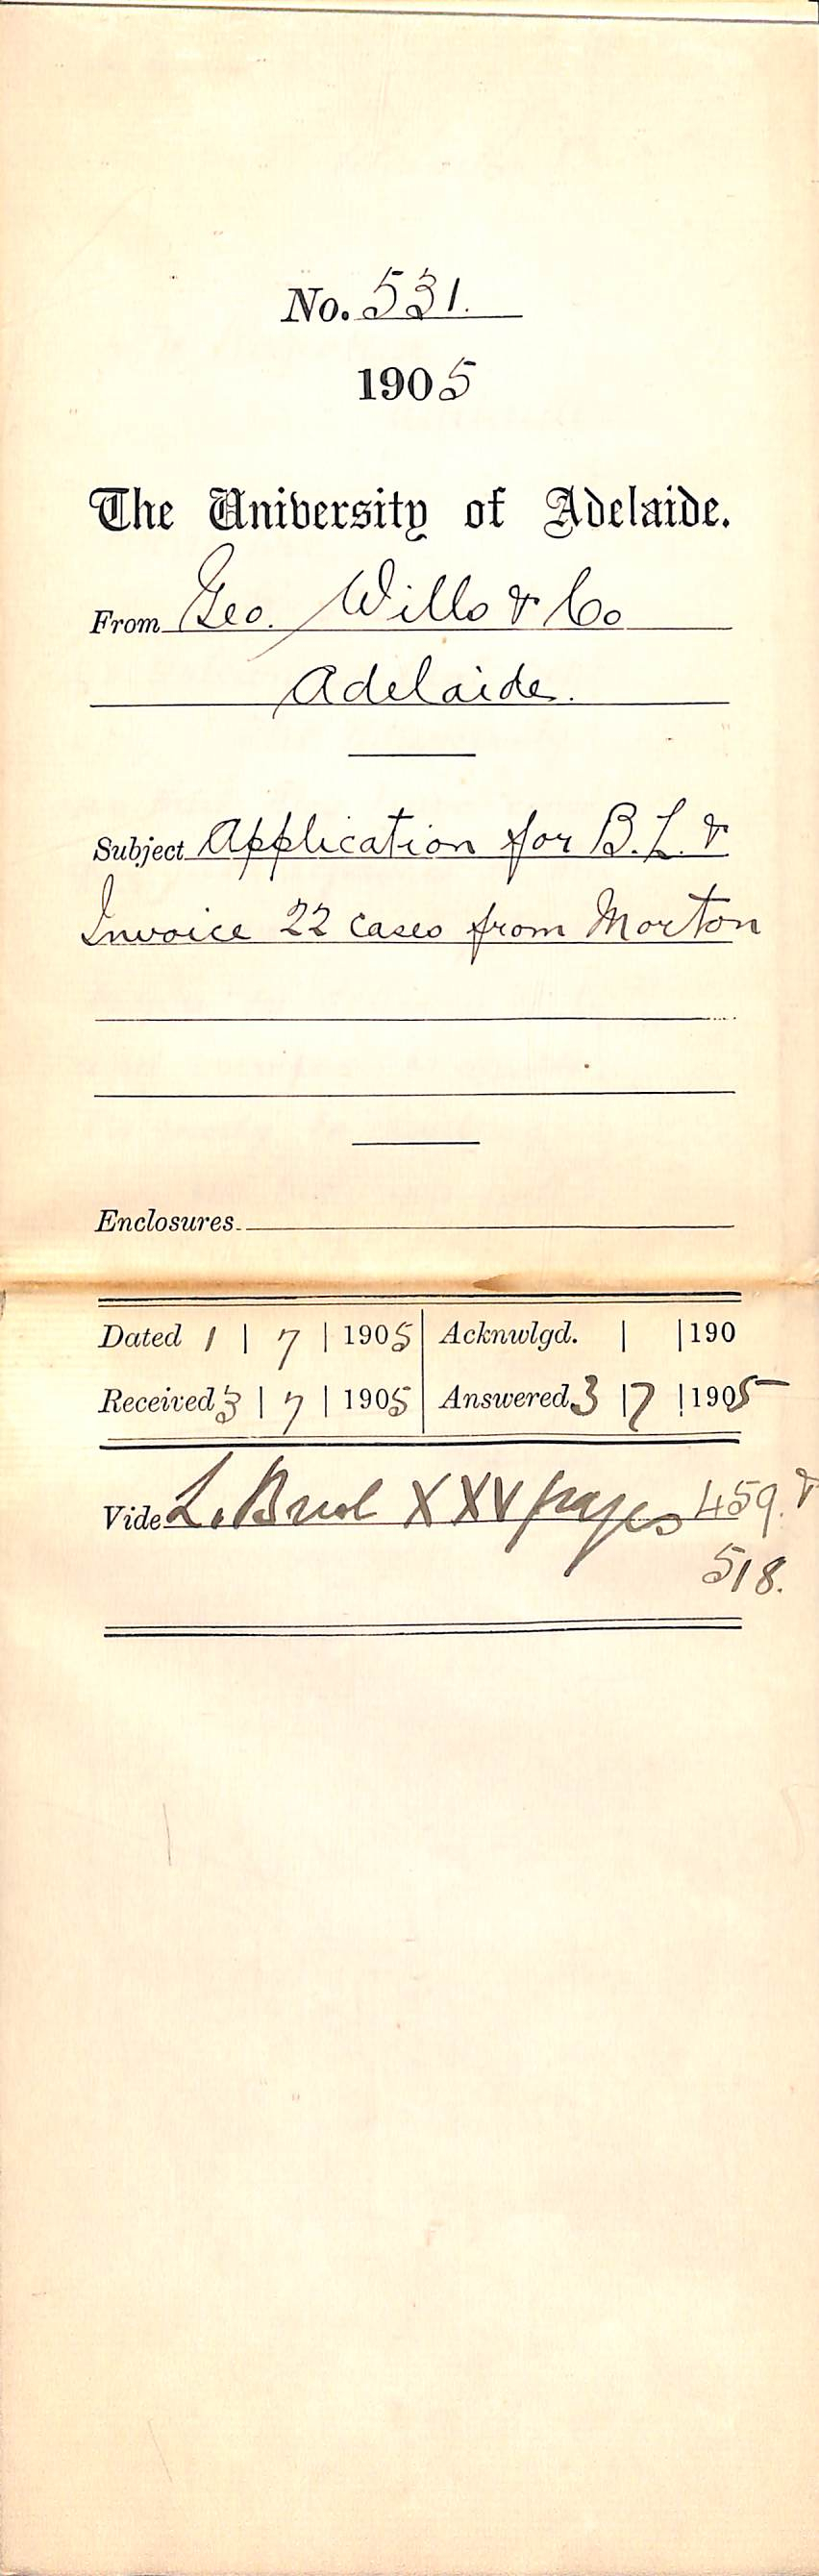 No. 531.
1905
The University of Adelaide.
From Geo. Wills & Co
Adelaide.
Subject Application for B.L. &
Invoice 22 cases from Morton
Enclosures
Dated 1 | 7 | 1905 | Acknwlgd. | | 190
Received 3 | 7 | 1905 | Answered 3 | 7 | 1905
Vide L. XXV pages 459. &
518.